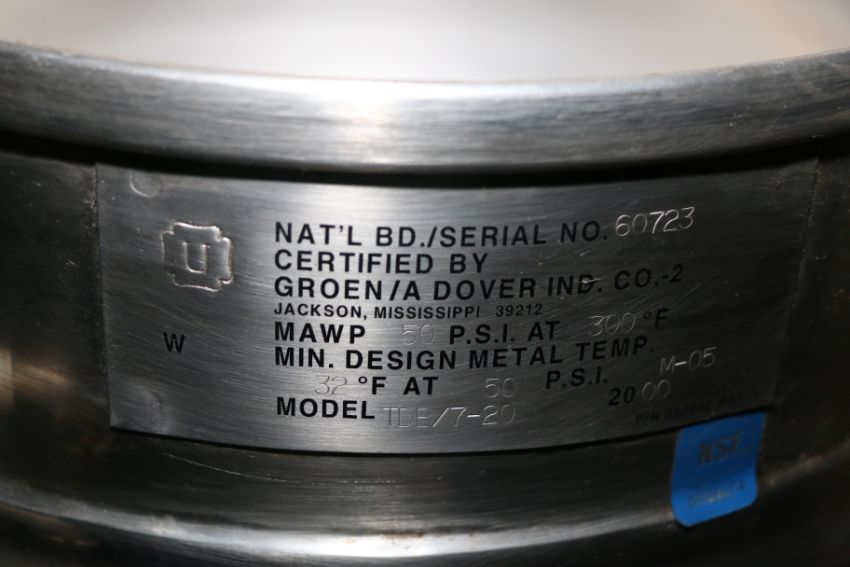 U
NAT'L BD./SERIAL NO. 60723
CERTIFIED BY
GROEN/A DOVER IND. CO.-2
JACKSON, MISSISSIPPI 39212
MAWP 50 P.S.I. AT 300 °F
W
MIN. DESIGN METAL TEMP.
32 °F AT 50 P.S.I. M-05
MODEL TDB/7-20 2000
P/N
NSF